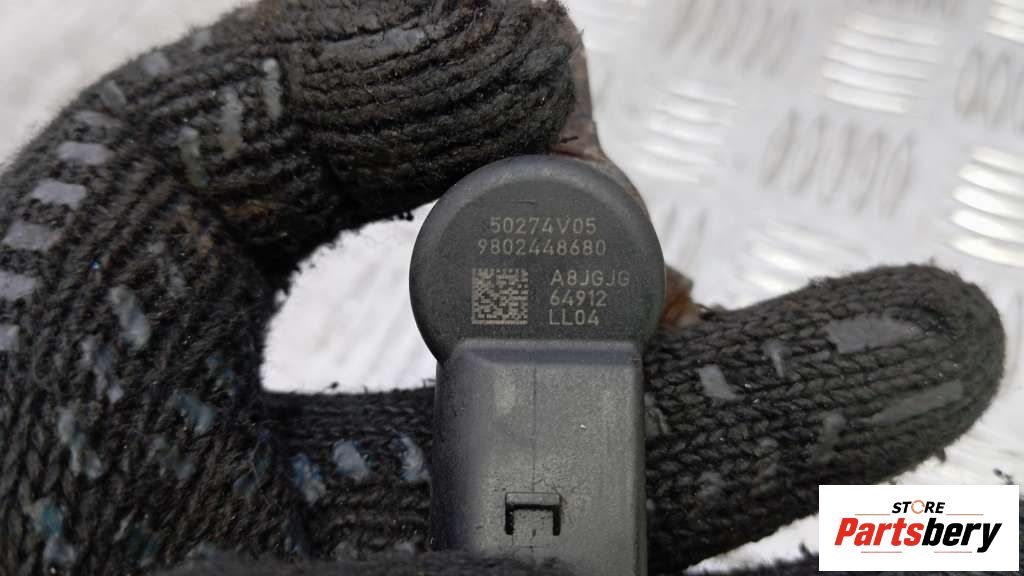 50274V05
9802448680
A8JGJG
64912
LL04
STORE
Partsbery